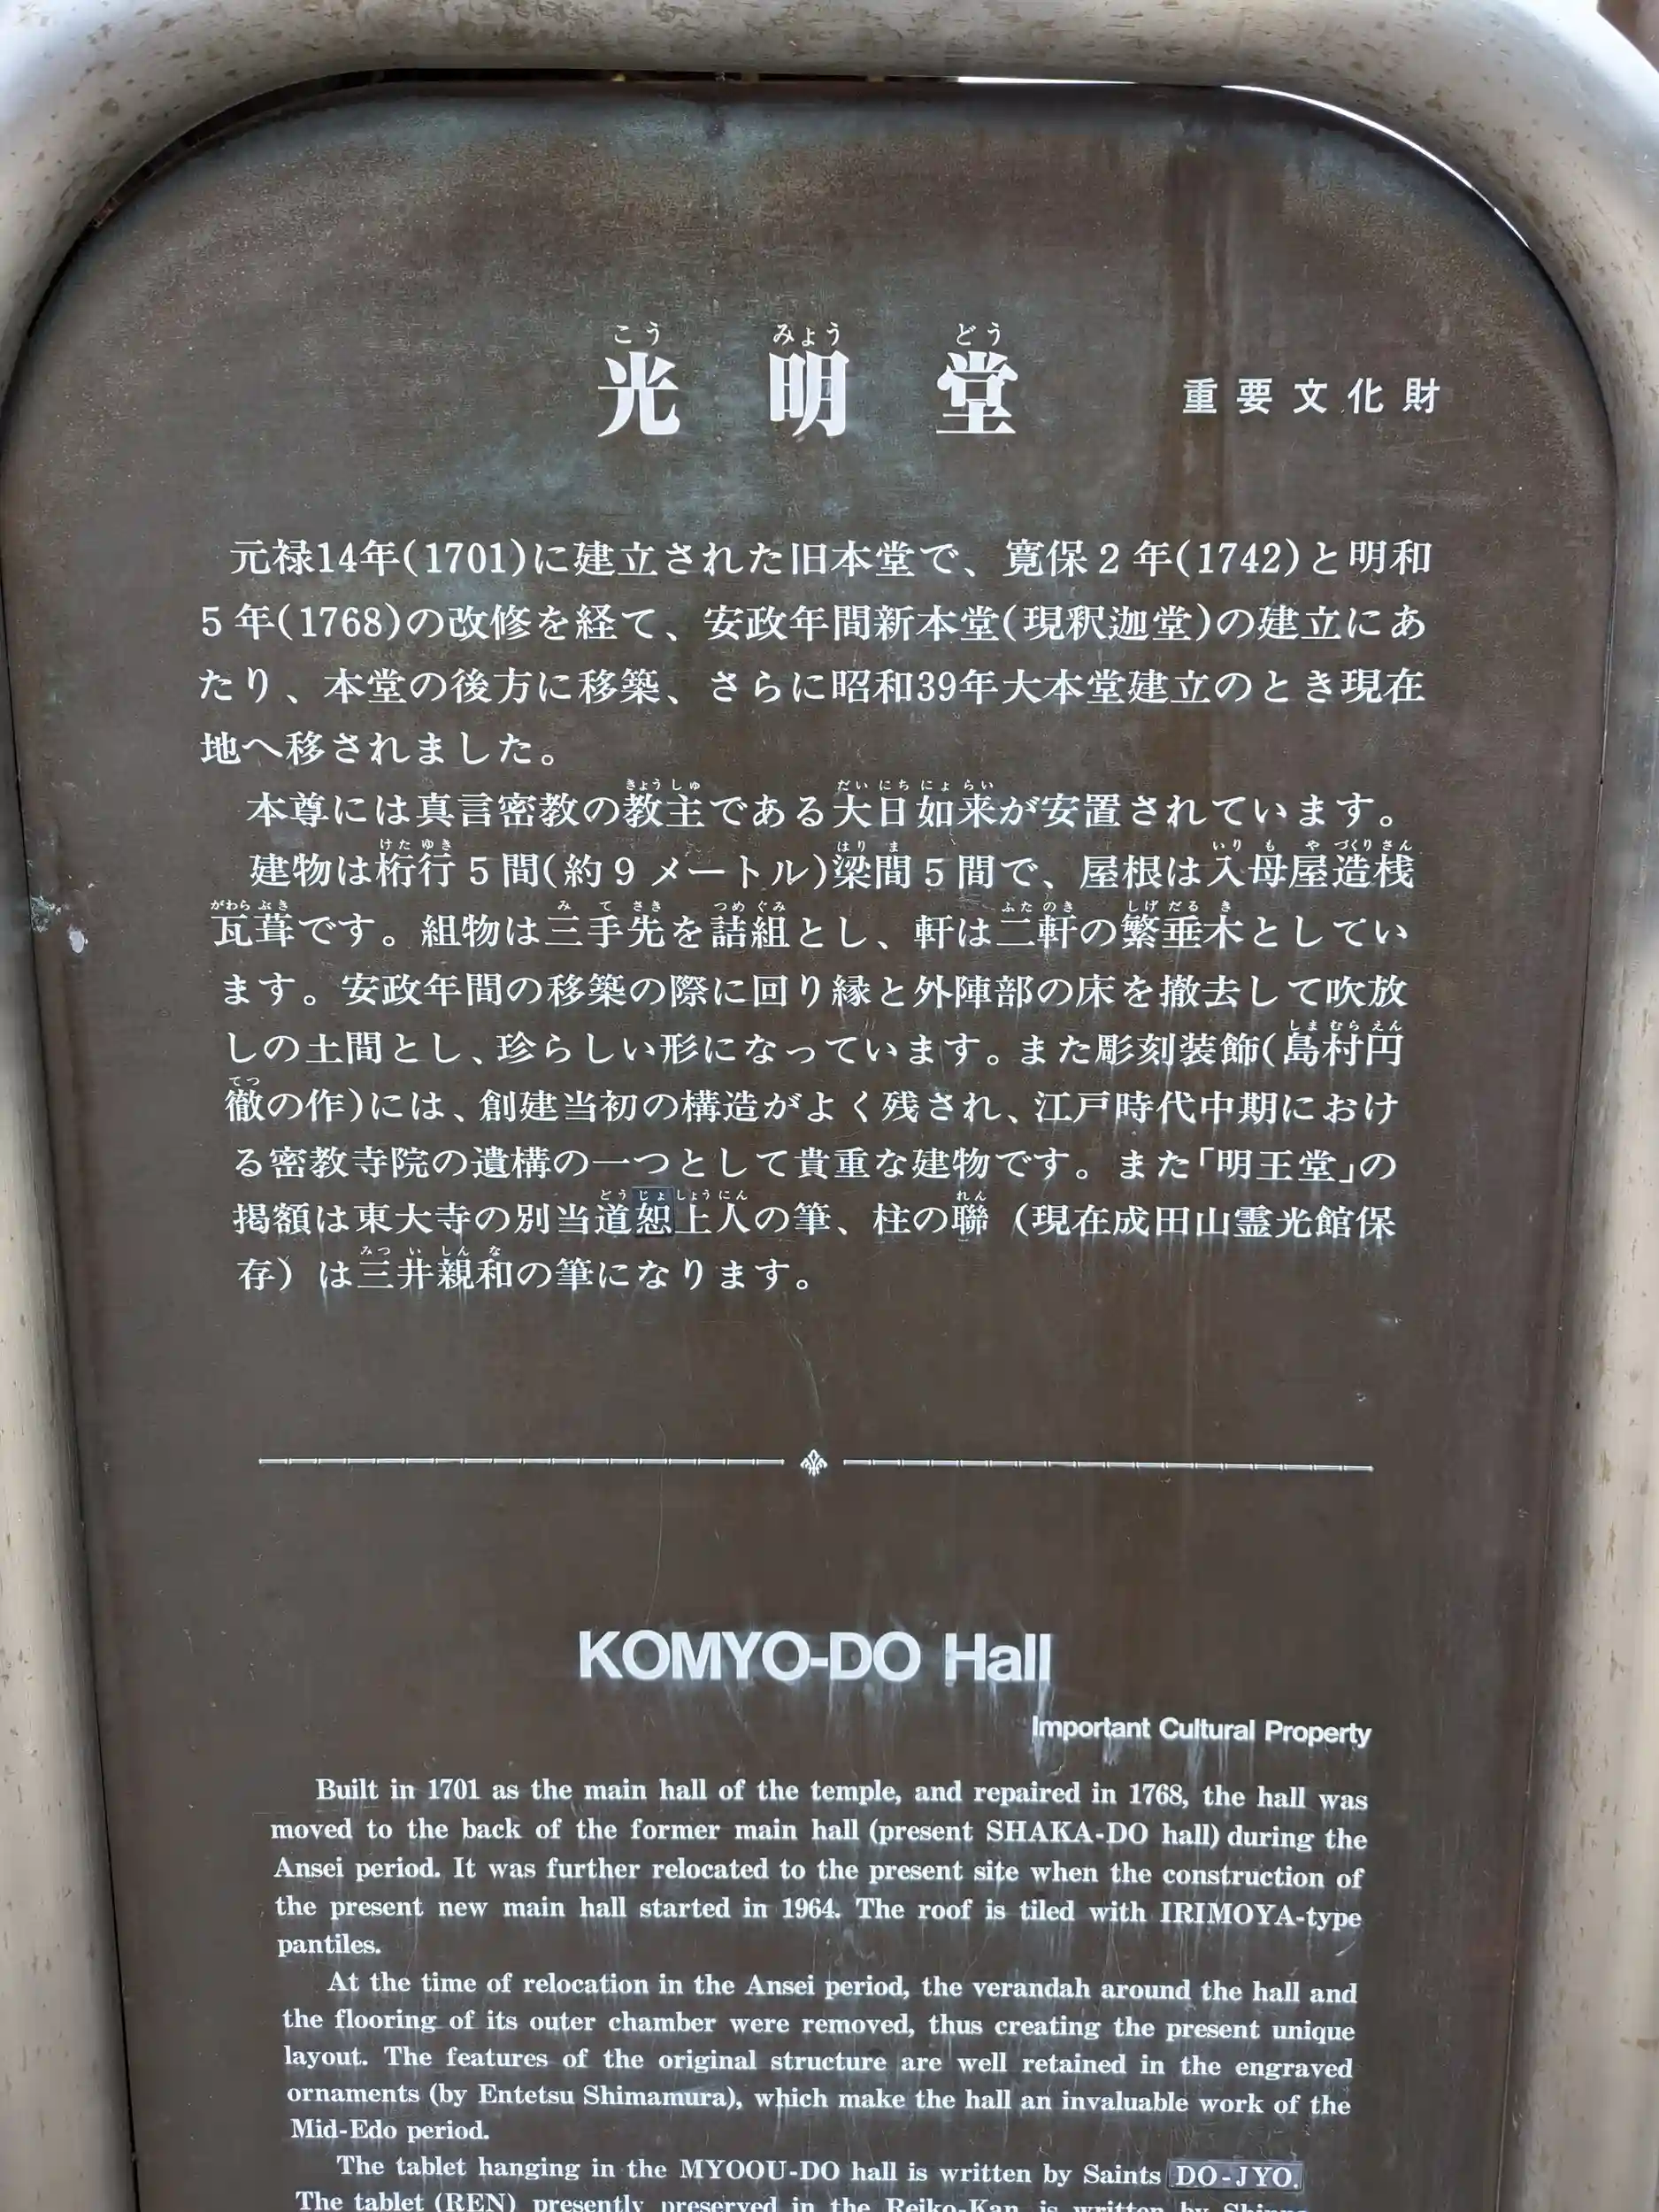 こう みょう どう
光 明 堂 重要文化財
元禄14年(1701)に建立された旧本堂で、寛保2年(1742)と明和
5年(1768)の改修を経て、安政年間新本堂(現釈迦堂)の建立にあ
たり、本堂の後方に移築、さらに昭和39年大本堂建立のとき現在
地へ移されました。
きょうしゅ だいにちにょらい
本尊には真言密教の教主である大日如来が安置されています。
けたゆき はりま いりもやづくりさん
建物は桁行5間(約9メートル)梁間5間で、屋根は入母屋造桟
がわらぶき みてさき つめぐみ ふたのき しげだるき
瓦葺です。組物は三手先を詰組とし、軒は二軒の繁垂木としてい
ます。安政年間の移築の際に回り縁と外陣部の床を撤去して吹放
しまむらえん
しの土間とし、珍らしい形になっています。また彫刻装飾(島村円
てつ
徹の作)には、創建当初の構造がよく残され、江戸時代中期におけ
る密教寺院の遺構の一つとして貴重な建物です。また「明王堂」の
どうじょしょうにん れん
掲額は東大寺の別当道恕上人の筆、柱の聯（現在成田山霊光館保
みついしんな
存）は三井親和の筆になります。
KOMYO-DO Hall
Important Cultural Property
Built in 1701 as the main hall of the temple, and repaired in 1768, the hall was
moved to the back of the former main hall (present SHAKA-DO hall) during the
Ansei period. It was further relocated to the present site when the construction of
the present new main hall started in 1964. The roof is tiled with IRIMOYA-type
pantiles.
At the time of relocation in the Ansei period, the verandah around the hall and
the flooring of its outer chamber were removed, thus creating the present unique
layout. The features of the original structure are well retained in the engraved
ornaments (by Entetsu Shimamura), which make the hall an invaluable work of the
Mid-Edo period.
The tablet hanging in the MYOOU-DO hall is written by Saints DO-JYO.
The tablet (REN) presently preserved in the Reiko-Kan, is written by